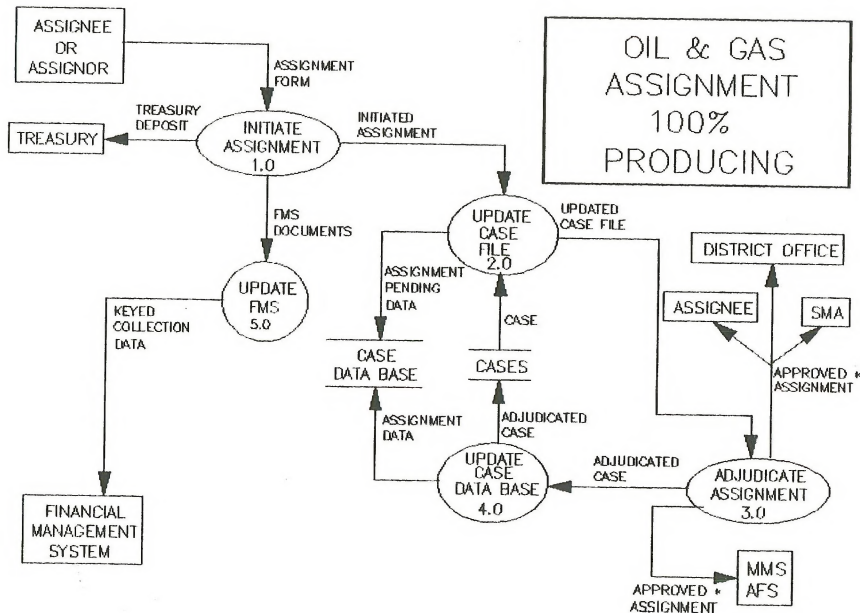 ASSIGNEE
OR
ASSIGNOR
OIL & GAS
ASSIGNMENT
100%
PRODUCING
ASSIGNMENT
FORM
TREASURY
DEPOSIT
TREASURY
INITIATE
ASSIGNMENT
1.0
INITIATED
ASSIGNMENT
FMS
DOCUMENTS
UPDATE
CASE
FILE
2.0
UPDATED
CASE FILE
DISTRICT OFFICE
ASSIGNEE
SMA
APPROVED *
ASSIGNMENT
ASSIGNMENT
PENDING
DATA
UPDATE
FMS
5.0
KEYED
COLLECTION
DATA
CASE
CASE
DATA BASE
CASES
ASSIGNMENT
DATA
ADJUDICATED
CASE
UPDATE
CASE
DATA BASE
4.0
ADJUDICATED
CASE
ADJUDICATE
ASSIGNMENT
3.0
FINANCIAL
MANAGEMENT
SYSTEM
APPROVED *
ASSIGNMENT
MMS
AFS